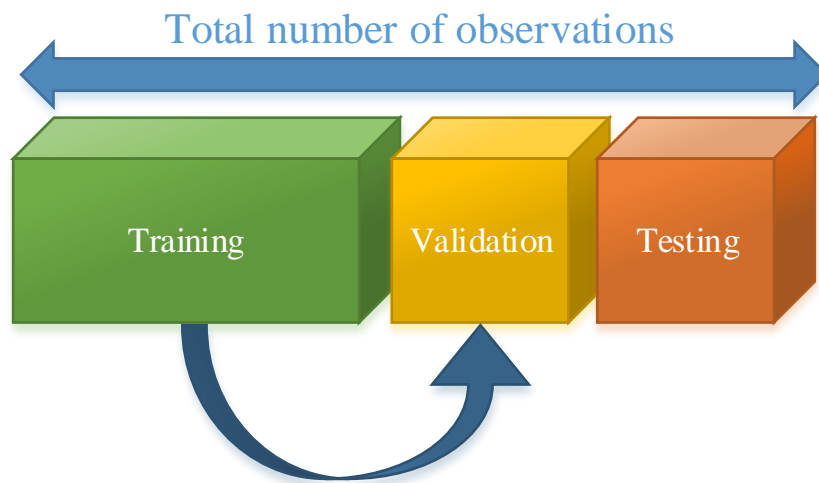 Total number of observations
Training
Validation
Testing